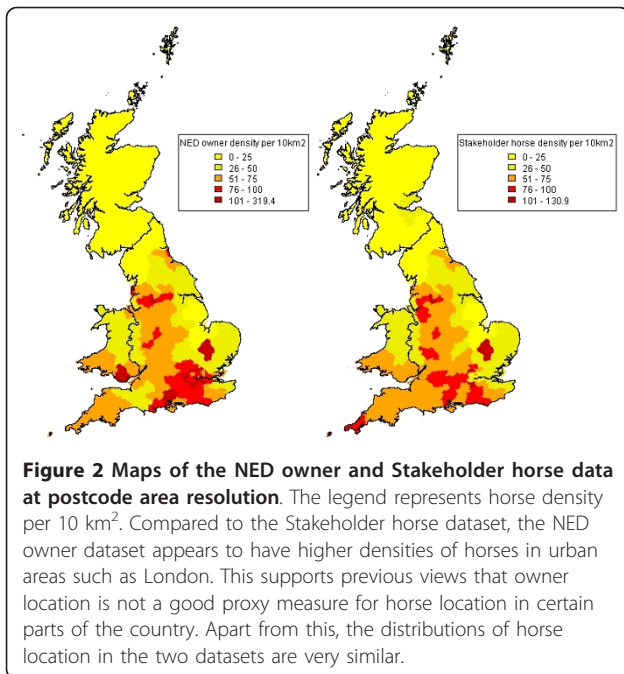 NED owner density per 10km2
0 - 25
26 - 50
51 - 75
76 - 100
101 - 319.4
Stakeholder horse density per 10km2
0 - 25
26 - 50
51 - 75
76 - 100
101 - 130.9
Figure 2 Maps of the NED owner and Stakeholder horse data
at postcode area resolution. The legend represents horse density
per 10 km². Compared to the Stakeholder horse dataset, the NED
owner dataset appears to have higher densities of horses in urban
areas such as London. This supports previous views that owner
location is not a good proxy measure for horse location in certain
parts of the country. Apart from this, the distributions of horse
location in the two datasets are very similar.